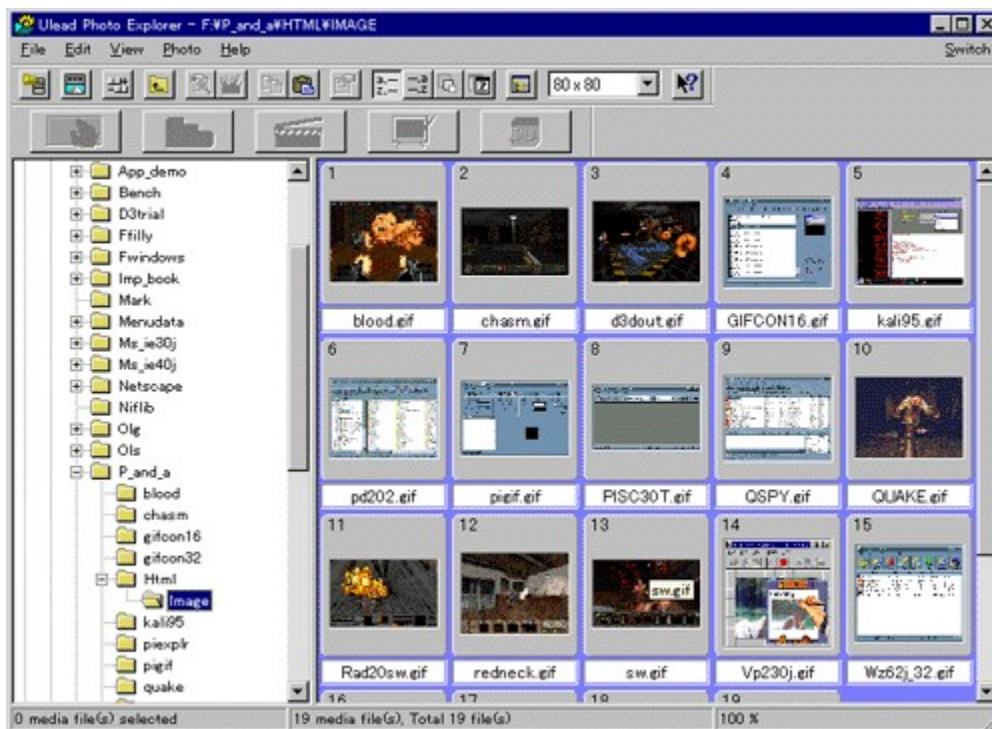 Ulead Photo Explorer - F:¥P_and_a¥HTML¥IMAGE
File Edit View Photo Help Switch
80 x 80
App_demo
Bench
D3trial
Ffilly
Fwindows
Imp_book
Mark
Menudata
Ms_ie30j
Ms_ie40j
Netscape
Niflib
Olg
Ols
P_and_a
blood
chasm
gifcon16
gifcon32
Html
Image
kali95
piexplr
pigif
quake
1 2 3 4 5
blood.gif chasm.gif d3dout.gif GIFCON16.gif kali95.gif
6 7 8 9 10
pd202.gif pigif.gif PISC30T.gif QSPY.gif QUAKE.gif
11 12 13 14 15
sw.gif
Rad20sw.gif redneck.gif sw.gif Vp230j.gif Wz62j_32.gif
16 17 18 19
0 media file(s) selected 19 media file(s), Total 19 file(s) 100 %